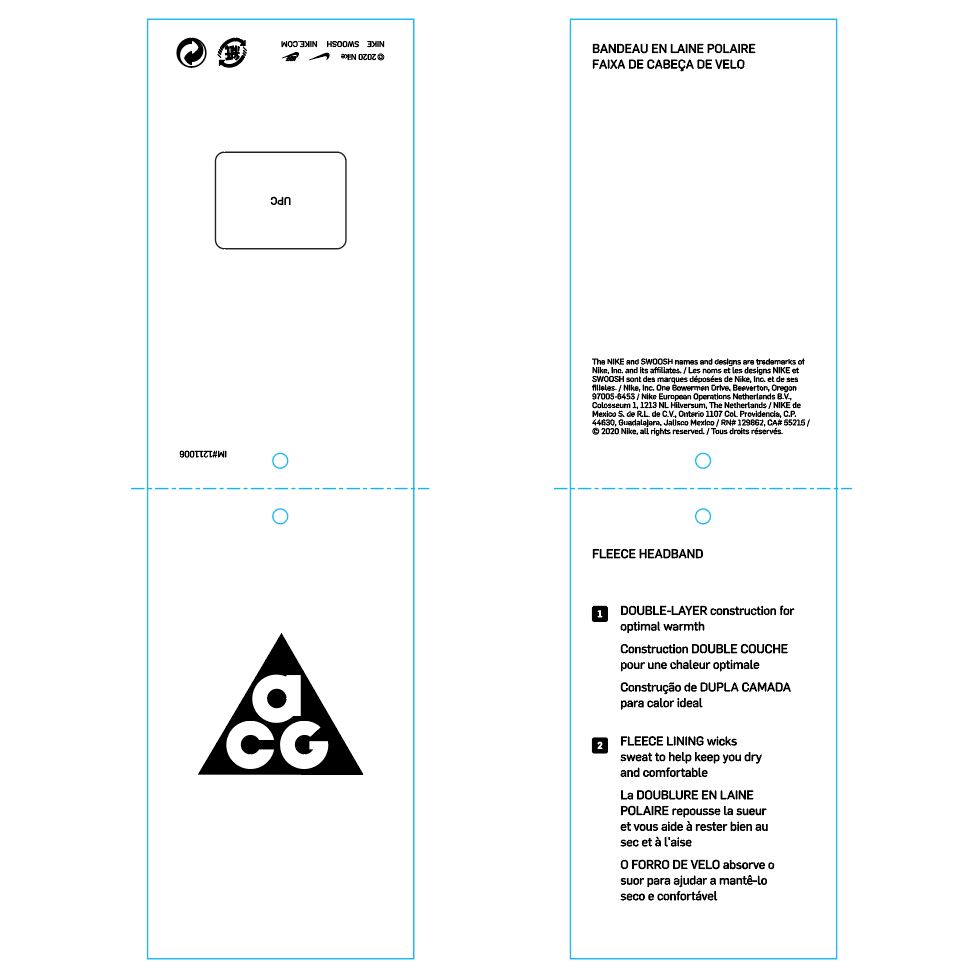 © 2020 Nike
NIKE SWOOSH NIKE.COM
UPC
IM#1211006
aCG
BANDEAU EN LAINE POLAIRE
FAIXA DE CABEÇA DE VELO
The NIKE and SWOOSH names and designs are trademarks of
Nike, Inc. and its affiliates. / Les noms et les designs NIKE et
SWOOSH sont des marques déposées de Nike, Inc. et de ses
filiales. / Nike, Inc. One Bowerman Drive, Beaverton, Oregon
97005-6453 / Nike European Operations Netherlands B.V.,
Colosseum 1, 1213 NL Hilversum, The Netherlands / NIKE de
Mexico S. de R.L. de C.V., Ontario 1107 Col. Providencia, C.P.
44630, Guadalajara, Jalisco Mexico / RN# 129862, CA# 55215 /
© 2020 Nike, all rights reserved. / Tous droits réservés.
FLEECE HEADBAND
1 DOUBLE-LAYER construction for
optimal warmth
Construction DOUBLE COUCHE
pour une chaleur optimale
Construção de DUPLA CAMADA
para calor ideal
2 FLEECE LINING wicks
sweat to help keep you dry
and comfortable
La DOUBLURE EN LAINE
POLAIRE repousse la sueur
et vous aide à rester bien au
sec et à l'aise
O FORRO DE VELO absorve o
suor para ajudar a mantê-lo
seco e confortável